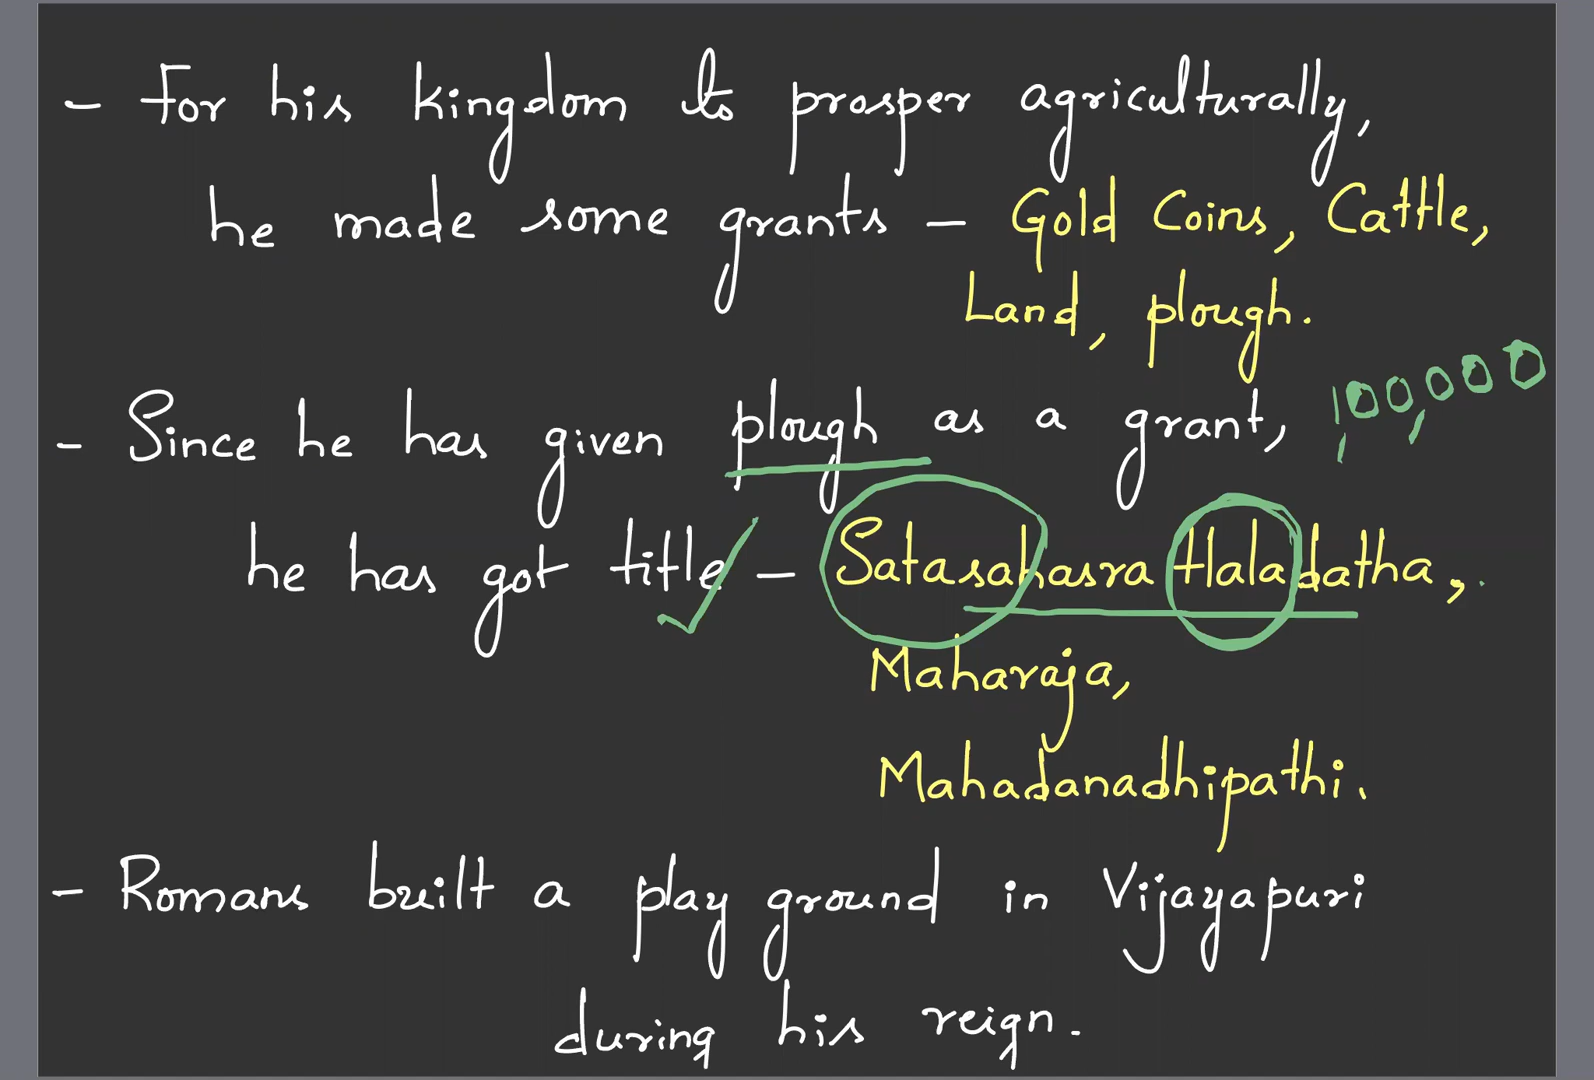 - For his kingdom to prosper agriculturally,
he made some grants - Gold Coins, Cattle,
Land, plough.
1,00,000
- Since he has given plough as a grant,
he has got title - Satasahasra Haladatha,
Maharaja,
Mahadanadhipathi.
- Romans built a play ground in Vijayapuri
during his reign.